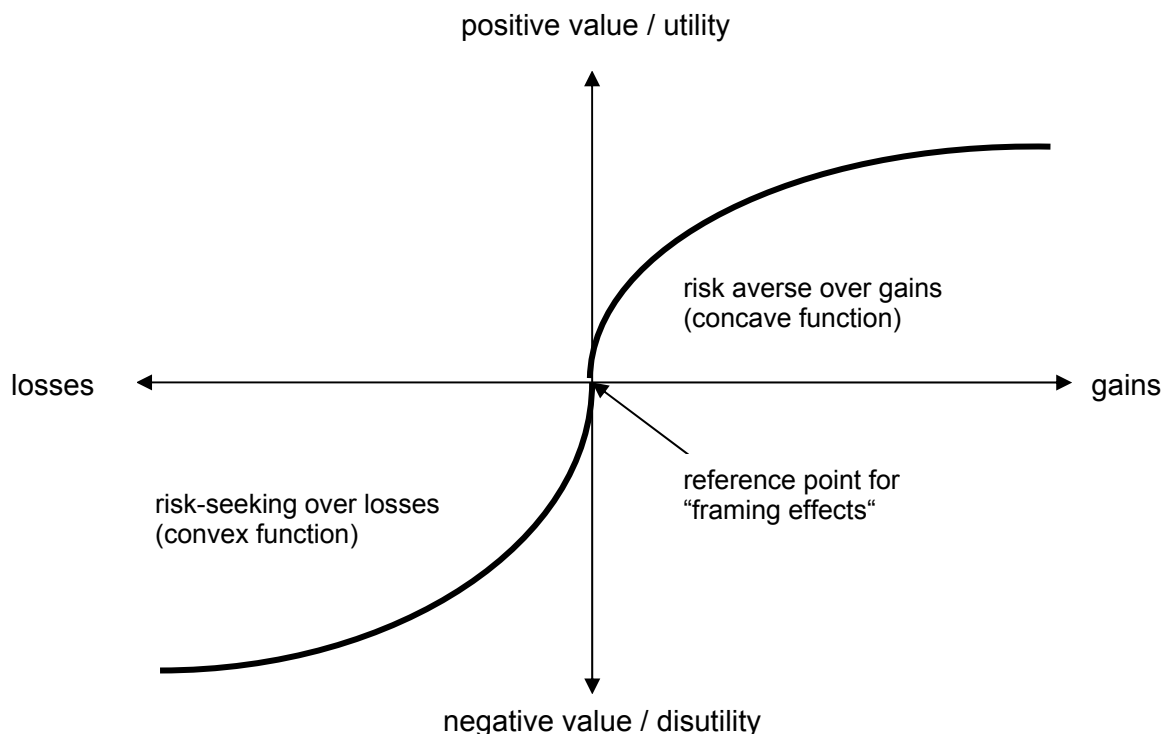 positive value / utility
risk averse over gains
(concave function)
losses
gains
reference point for
“framing effects“
risk-seeking over losses
(convex function)
negative value / disutility